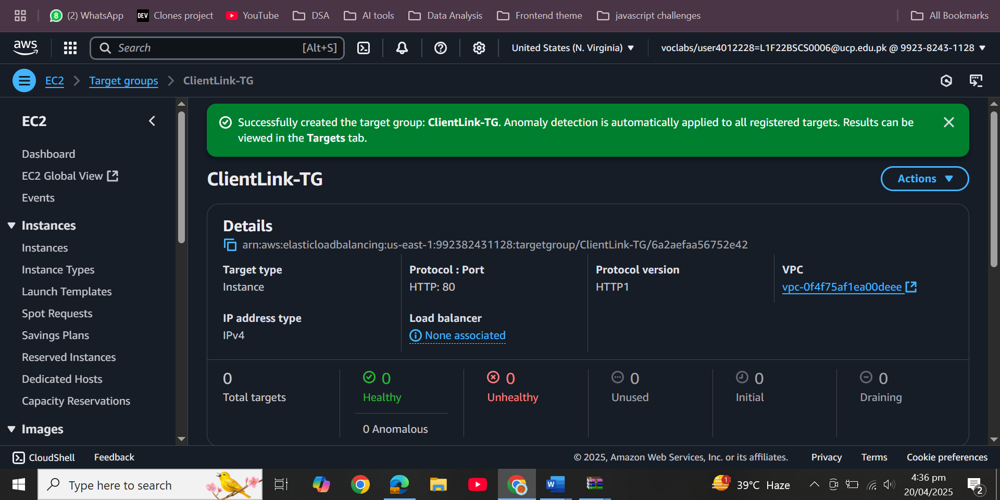 (2) WhatsApp
DEV Clones project
YouTube
DSA
AI tools
Data Analysis
Frontend theme
javascript challenges
All Bookmarks
aws
Search [Alt+S]
United States (N. Virginia)
voclabs/user4012228=L1F22BSCS0006@ucp.edu.pk @ 9923-8243-1128
EC2
Target groups
ClientLink-TG
EC2
Dashboard
EC2 Global View
Events
Instances
Instances
Instance Types
Launch Templates
Spot Requests
Savings Plans
Reserved Instances
Dedicated Hosts
Capacity Reservations
Images
Successfully created the target group: ClientLink-TG. Anomaly detection is automatically applied to all registered targets. Results can be
viewed in the Targets tab.
ClientLink-TG
Actions
Details
arn:aws:elasticloadbalancing:us-east-1:992382431128:targetgroup/ClientLink-TG/6a2aefaa56752e42
Target type
Instance
Protocol : Port
HTTP: 80
Protocol version
HTTP1
VPC
vpc-0f4f75af1ea00deee
IP address type
IPv4
Load balancer
None associated
0
Total targets
0
Healthy
0 Anomalous
0
Unhealthy
0
Unused
0
Initial
0
Draining
CloudShell
Feedback
© 2025, Amazon Web Services, Inc. or its affiliates.
Privacy
Terms
Cookie preferences
Type here to search
1
39°C Haze
4:36 pm
20/04/2025
2